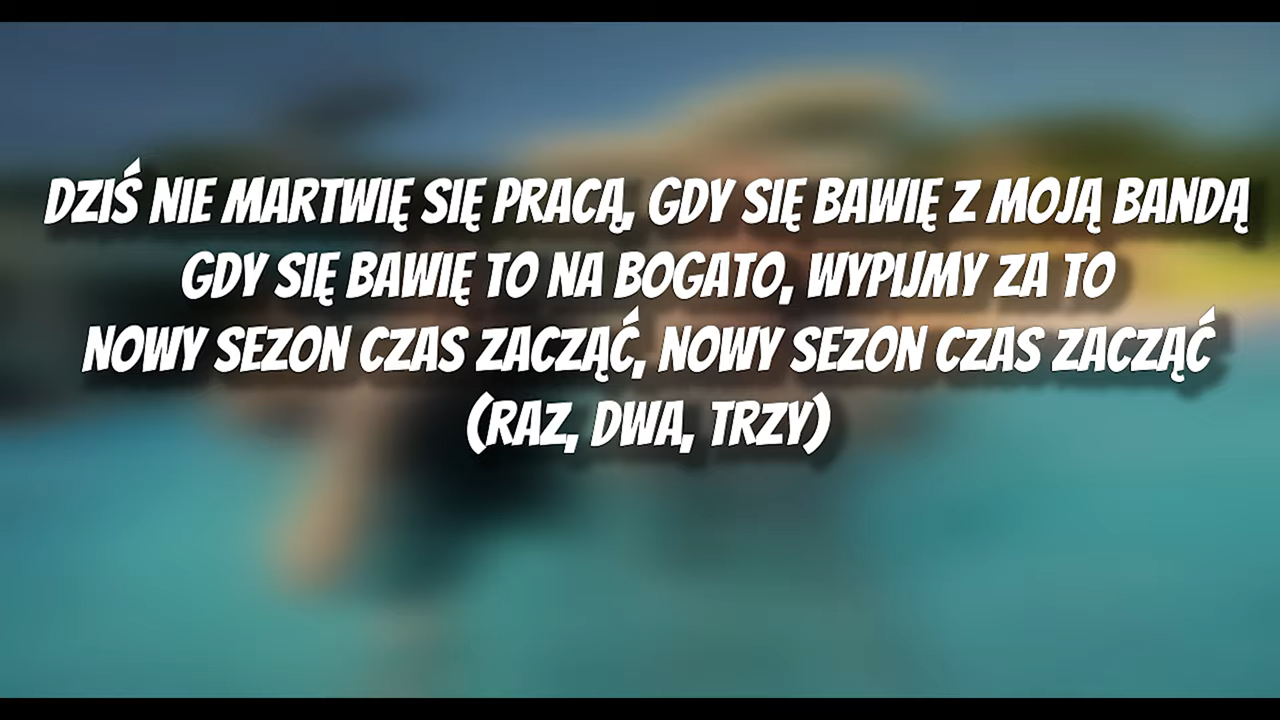 DZIŚ NIE MARTWIĘ SIĘ PRACĄ, GDY SIĘ BAWIĘ Z MOJĄ BANDĄ
GDY SIĘ BAWIĘ TO NA BOGATO, WYPIJMY ZA TO
NOWY SEZON CZAS ZACZĄĆ, NOWY SEZON CZAS ZACZĄĆ
(RAZ, DWA, TRZY)